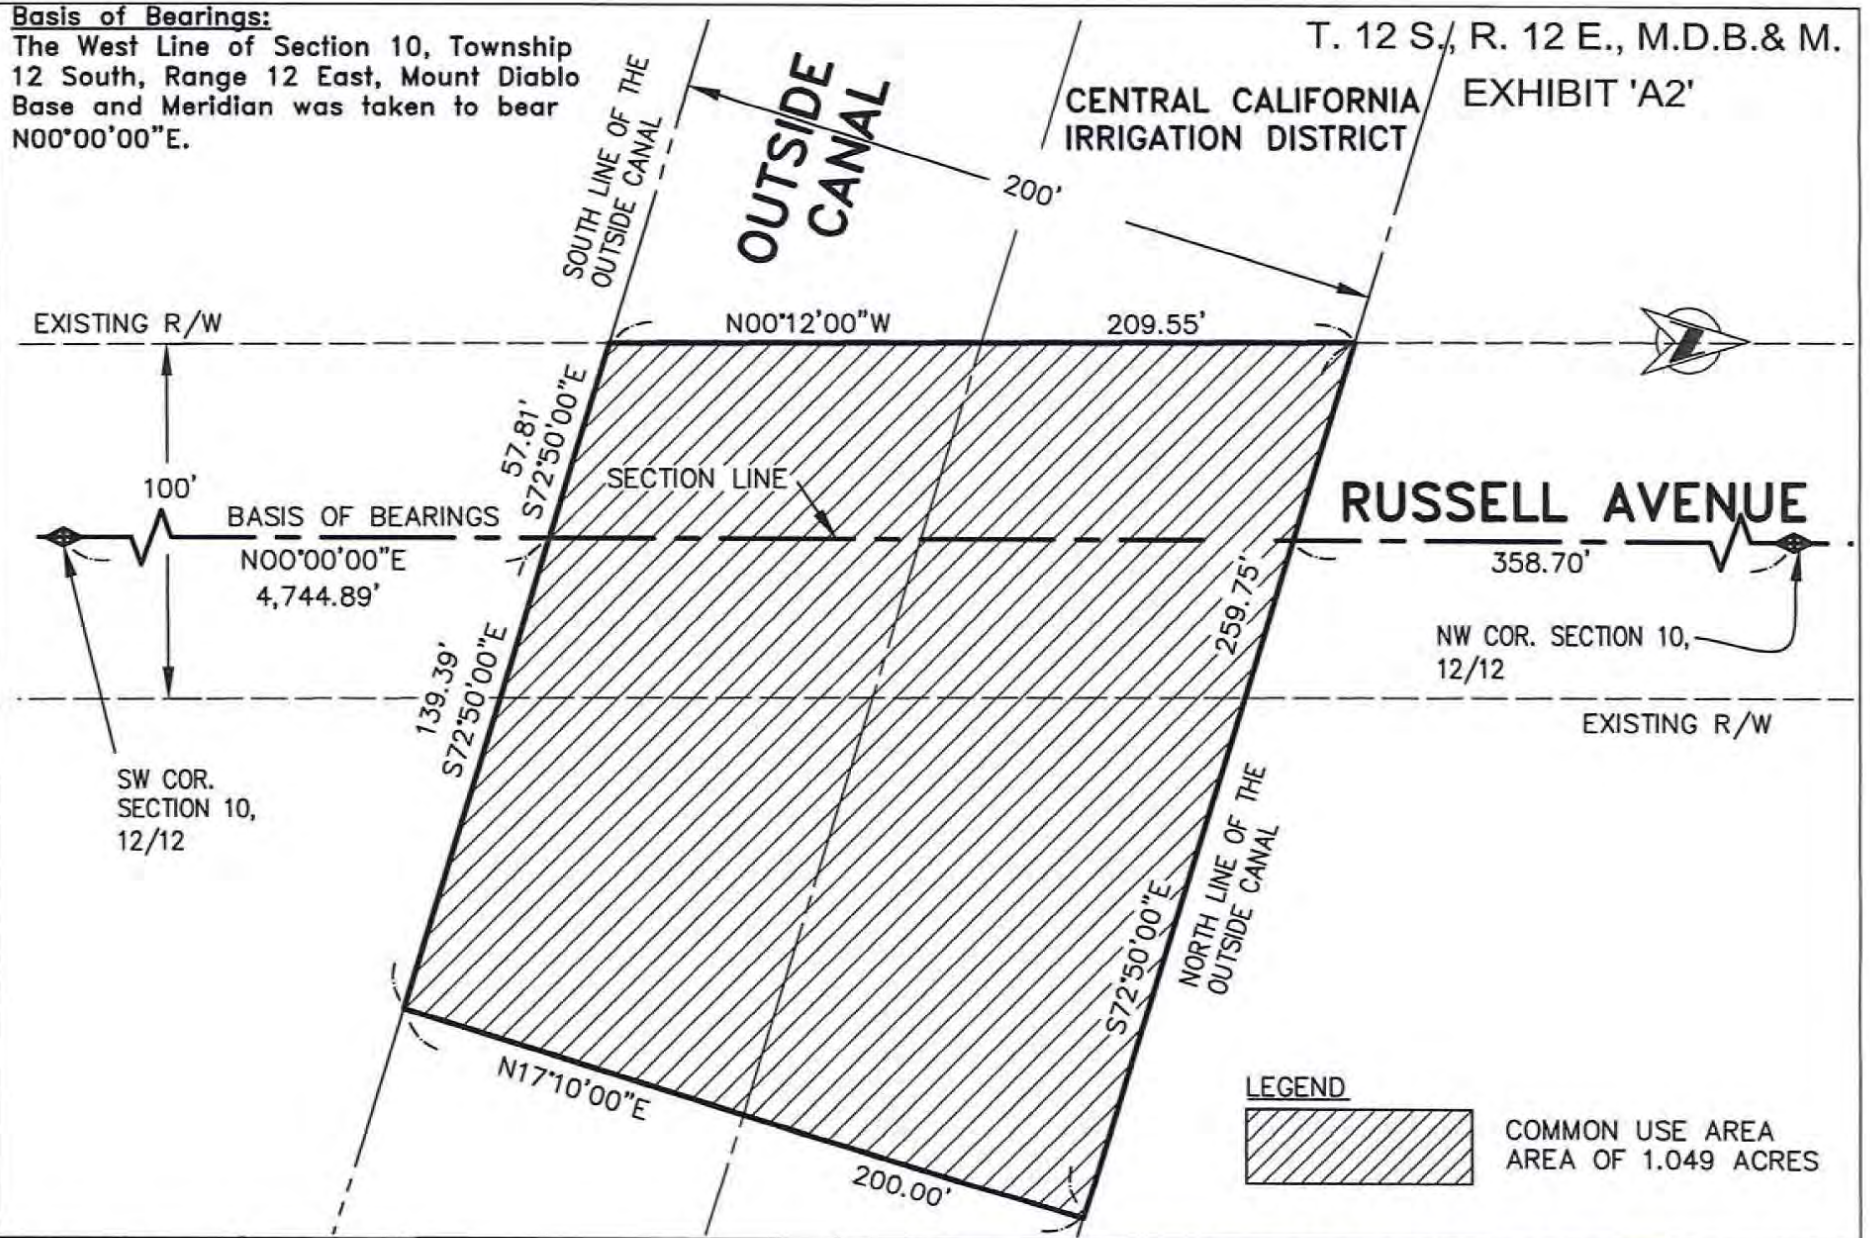 Basis of Bearings:
The West Line of Section 10, Township
12 South, Range 12 East, Mount Diablo
Base and Meridian was taken to bear
N00°00'00"E.
T. 12 S., R. 12 E., M.D.B.& M.
EXHIBIT 'A2'
SOUTH LINE OF THE
OUTSIDE CANAL
OUTSIDE
CANAL
CENTRAL CALIFORNIA
IRRIGATION DISTRICT
200'
EXISTING R/W
N00°12'00"W
209.55'
57.81'
S72°50'00"E
SECTION LINE
100'
BASIS OF BEARINGS
N00°00'00"E
4,744.89'
RUSSELL AVENUE
358.70'
259.75'
NW COR. SECTION 10,
12/12
139.39'
S72°50'00"E
EXISTING R/W
SW COR.
SECTION 10,
12/12
NORTH LINE OF THE
OUTSIDE CANAL
S72°50'00"E
N17°10'00"E
200.00'
LEGEND
COMMON USE AREA
AREA OF 1.049 ACRES